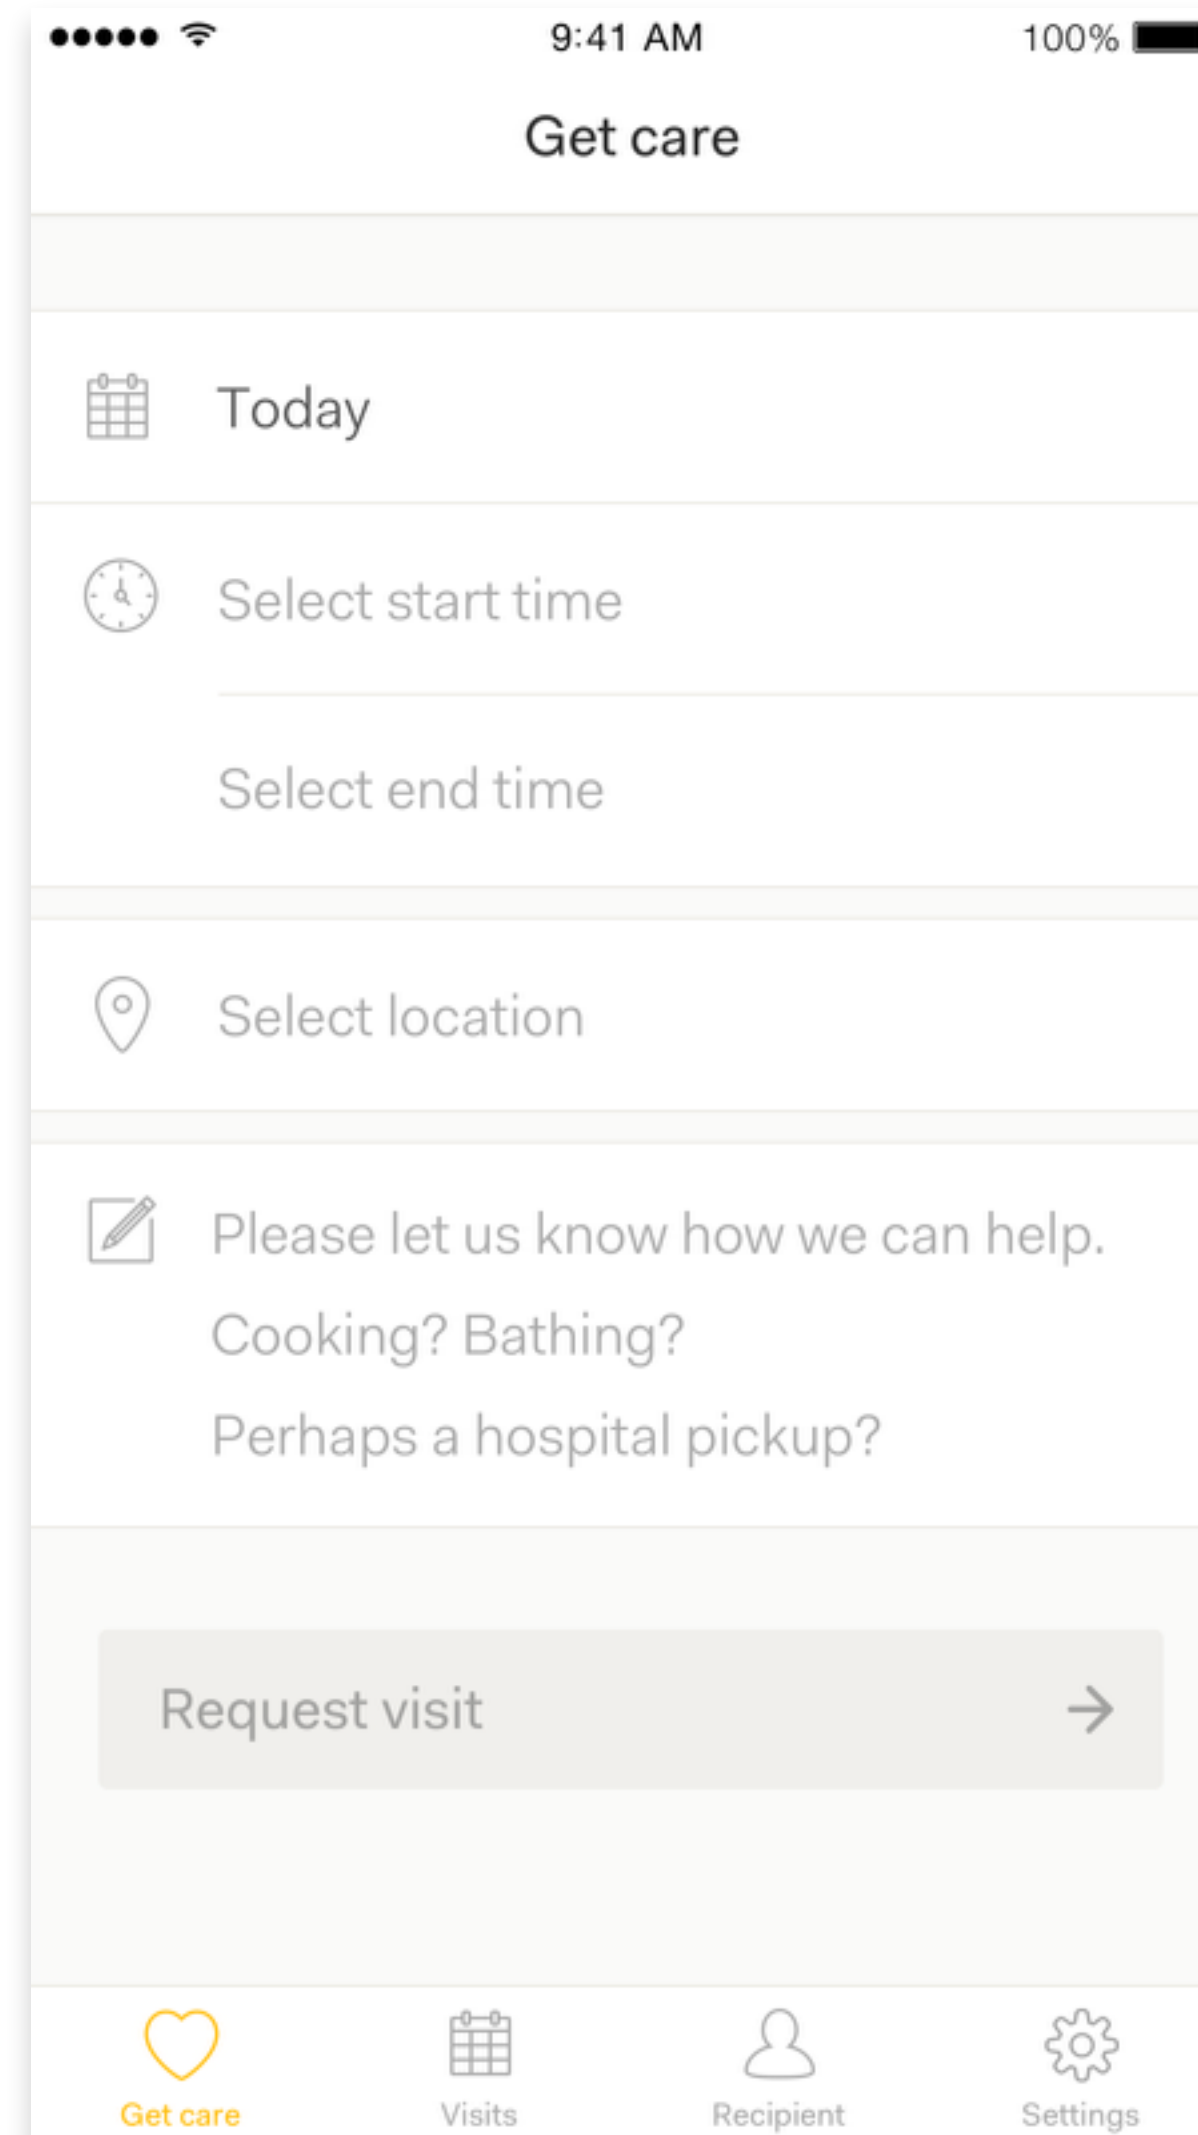 9:41 AM 100%
Get care
Today
Select start time
Select end time
Select location
Please let us know how we can help.
Cooking? Bathing?
Perhaps a hospital pickup?
Request visit
Get care Visits Recipient Settings